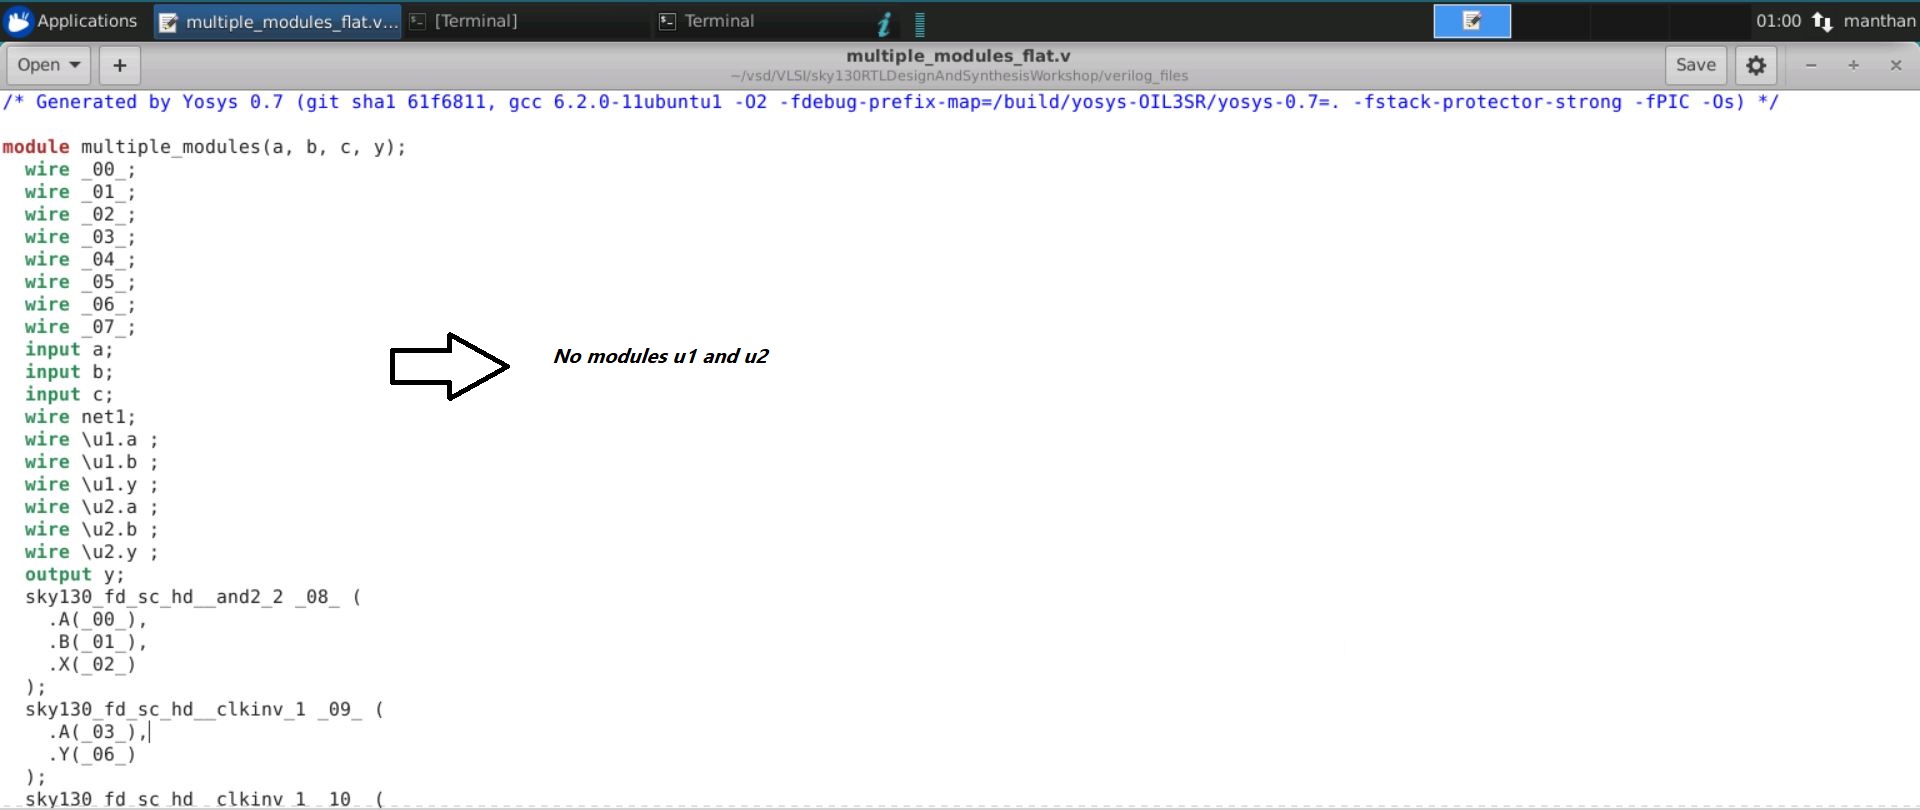 Applications multiple_modules_flat.v... [Terminal] Terminal 01:00 manthan
Open + multiple_modules_flat.v Save
~/vsd/VLSI/sky130RTLDesignAndSynthesisWorkshop/verilog_files
/* Generated by Yosys 0.7 (git sha1 61f6811, gcc 6.2.0-11ubuntu1 -O2 -fdebug-prefix-map=/build/yosys-OIL3SR/yosys-0.7=. -fstack-protector-strong -fPIC -Os) */
module multiple_modules(a, b, c, y);
wire _00_;
wire _01_;
wire _02_;
wire _03_;
wire _04_;
wire _05_;
wire _06_;
wire _07_;
input a;
No modules u1 and u2
input b;
input c;
wire net1;
wire \u1.a ;
wire \u1.b ;
wire \u1.y ;
wire \u2.a ;
wire \u2.b ;
wire \u2.y ;
output y;
sky130_fd_sc_hd__and2_2 _08_ (
.A(_00_),
.B(_01_),
.X(_02_)
);
sky130_fd_sc_hd__clkinv_1 _09_ (
.A(_03_),
.Y(_06_)
);
sky130_fd_sc_hd__clkinv_1 _10_ (